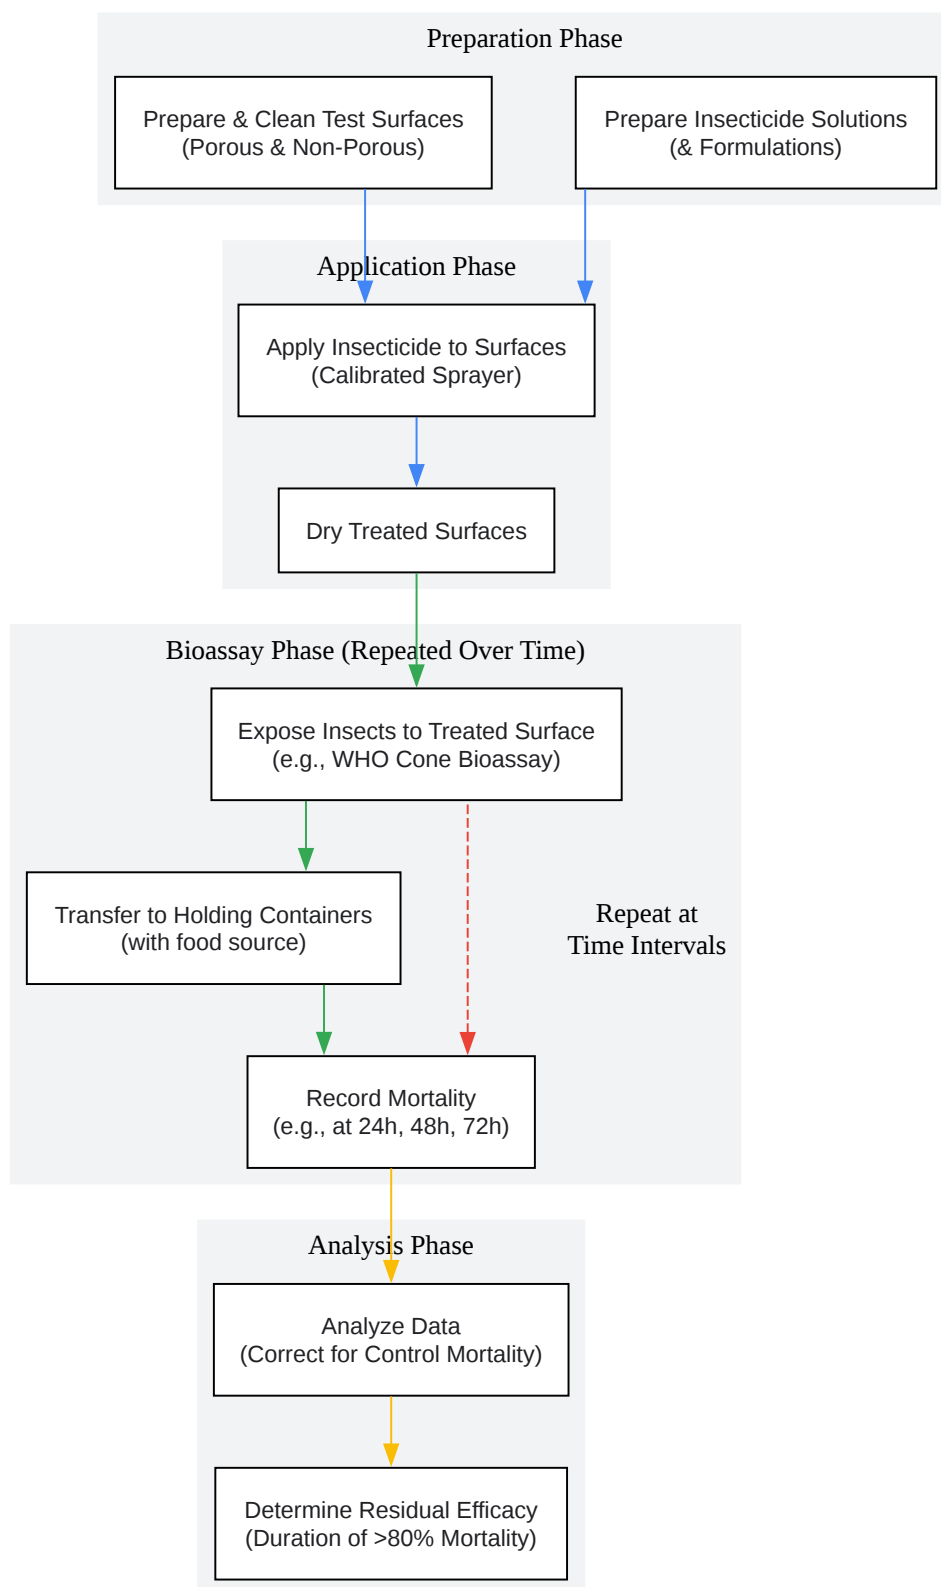 Preparation Phase
Prepare & Clean Test Surfaces
(Porous & Non-Porous)
Prepare Insecticide Solutions
(& Formulations)
Application Phase
Apply Insecticide to Surfaces
(Calibrated Sprayer)
Dry Treated Surfaces
Bioassay Phase (Repeated Over Time)
Expose Insects to Treated Surface
(e.g., WHO Cone Bioassay)
Transfer to Holding Containers
(with food source)
Repeat at
Time Intervals
Record Mortality
(e.g., at 24h, 48h, 72h)
Analysis Phase
Analyze Data
(Correct for Control Mortality)
Determine Residual Efficacy
(Duration of >80% Mortality)